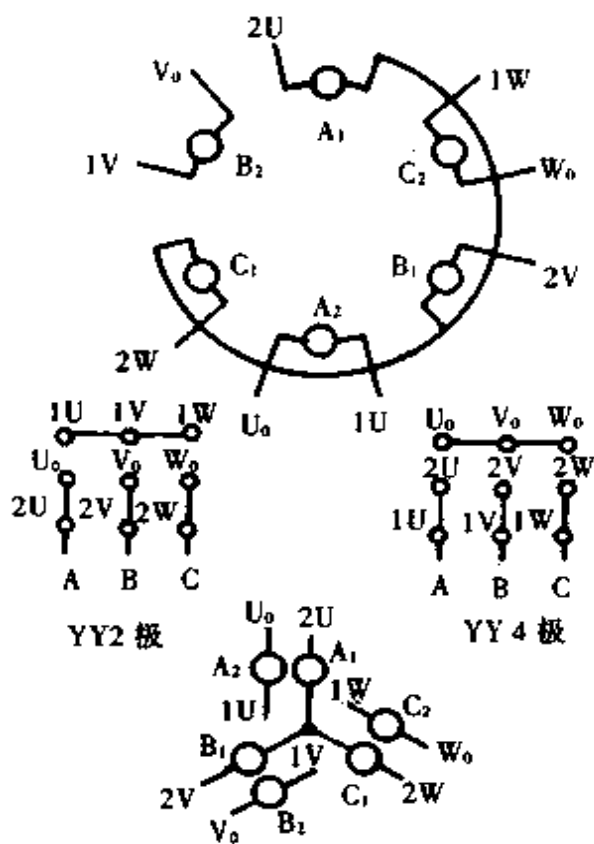 2U
V₀
1W
A₁
1V
B₂
C₂
W₀
C₁
B₁
2V
A₂
2W
U₀
1U
1U 1V 1W
U₀ V₀ W₀
2U 2V 2W
A B C
YY2 极
U₀ V₀ W₀
2U 2V 2W
1U 1V 1W
A B C
YY 4 极
U₀ 2U
A₂ A₁
1U 1W C₂
B₁ 1V W₀
2V C₁ 2W
V₀ B₂